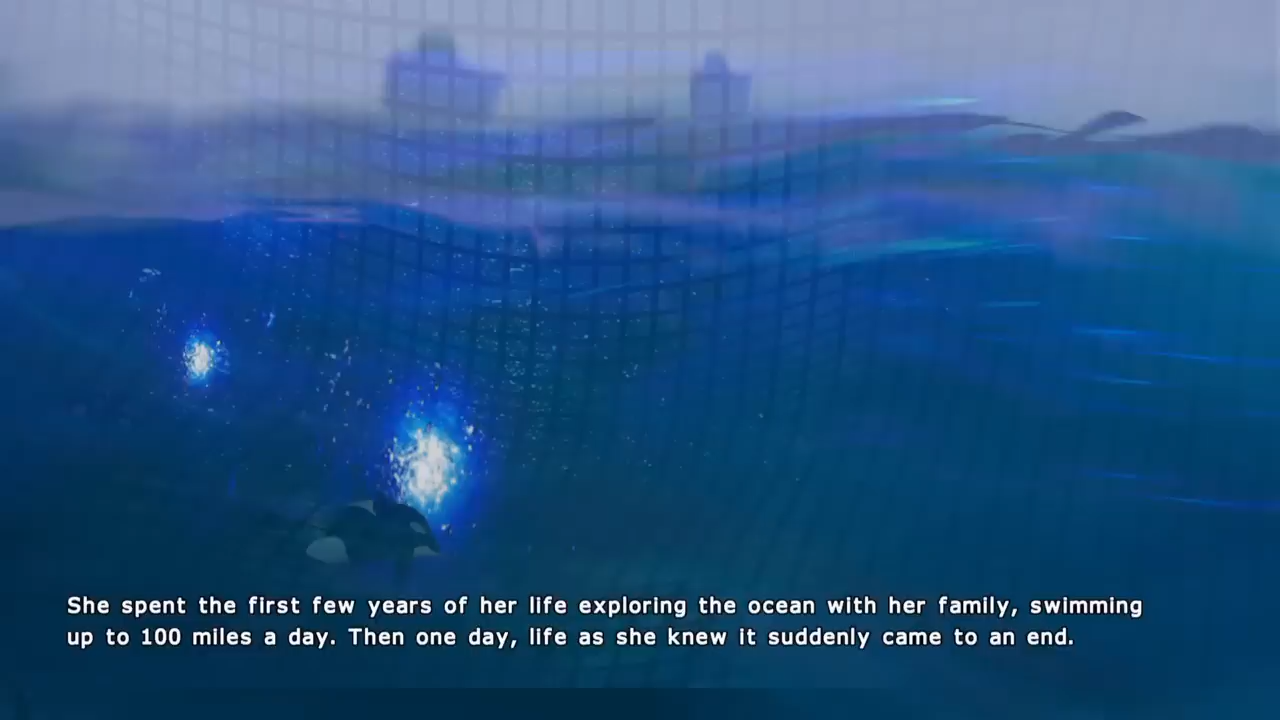 She spent the first few years of her life exploring the ocean with her family, swimming
up to 100 miles a day. Then one day, life as she knew it suddenly came to an end.